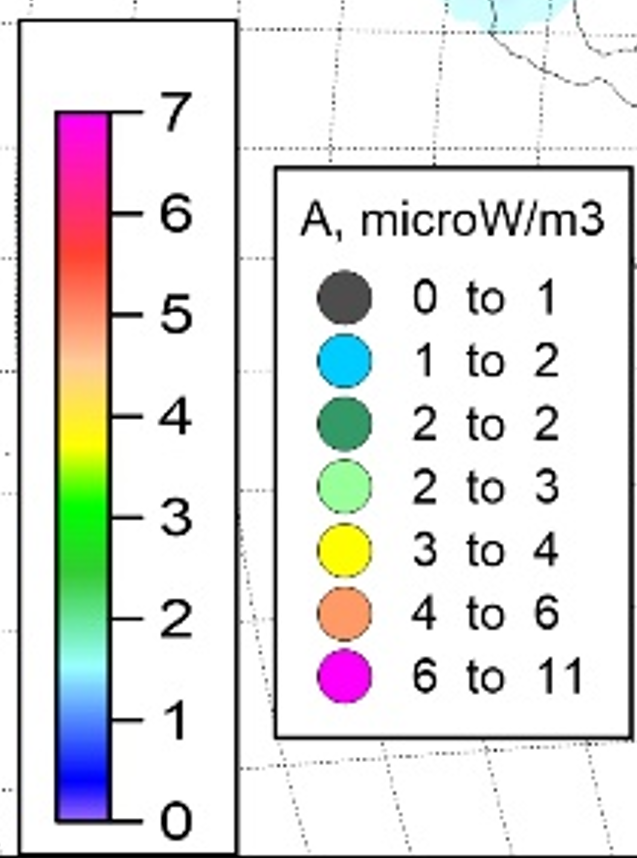 7
6
5
4
3
2
1
0
A, microW/m3
0 to 1
1 to 2
2 to 2
2 to 3
3 to 4
4 to 6
6 to 11